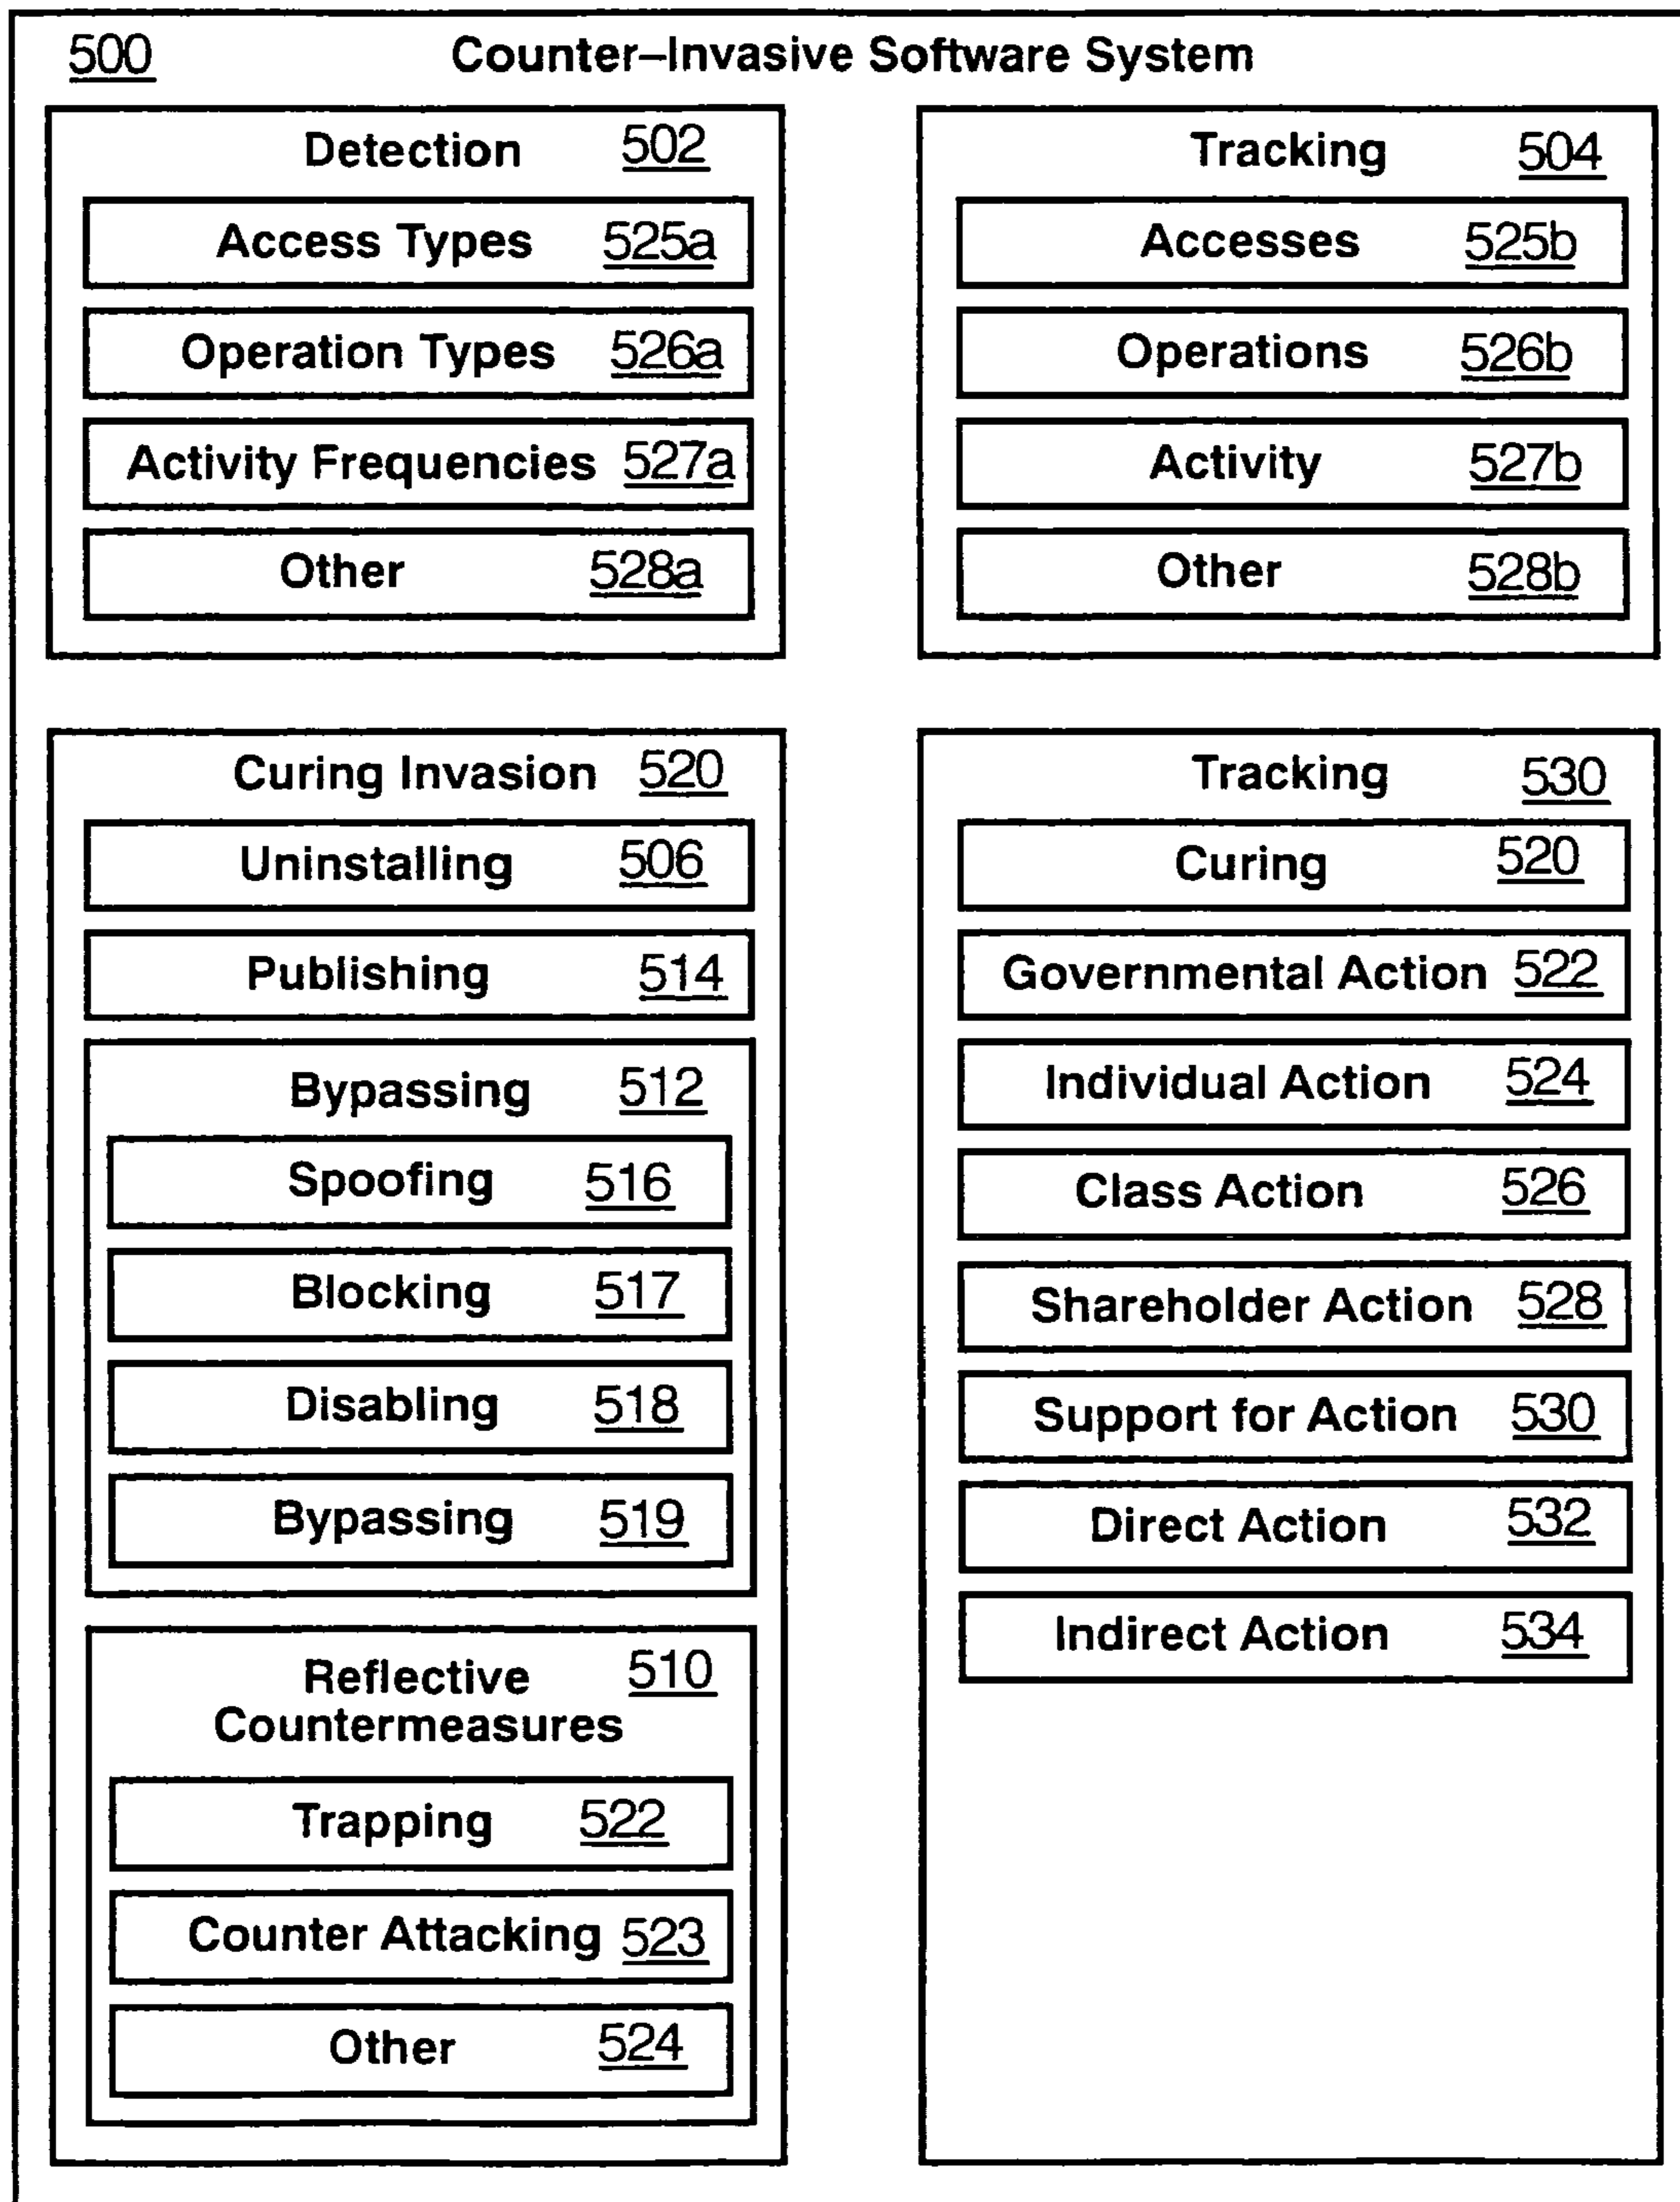 500 Counter–Invasive Software System
Detection 502
Access Types 525a
Operation Types 526a
Activity Frequencies 527a
Other 528a
Tracking 504
Accesses 525b
Operations 526b
Activity 527b
Other 528b
Curing Invasion 520
Uninstalling 506
Publishing 514
Bypassing 512
Spoofing 516
Blocking 517
Disabling 518
Bypassing 519
Reflective 510
Countermeasures
Trapping 522
Counter Attacking 523
Other 524
Tracking 530
Curing 520
Governmental Action 522
Individual Action 524
Class Action 526
Shareholder Action 528
Support for Action 530
Direct Action 532
Indirect Action 534